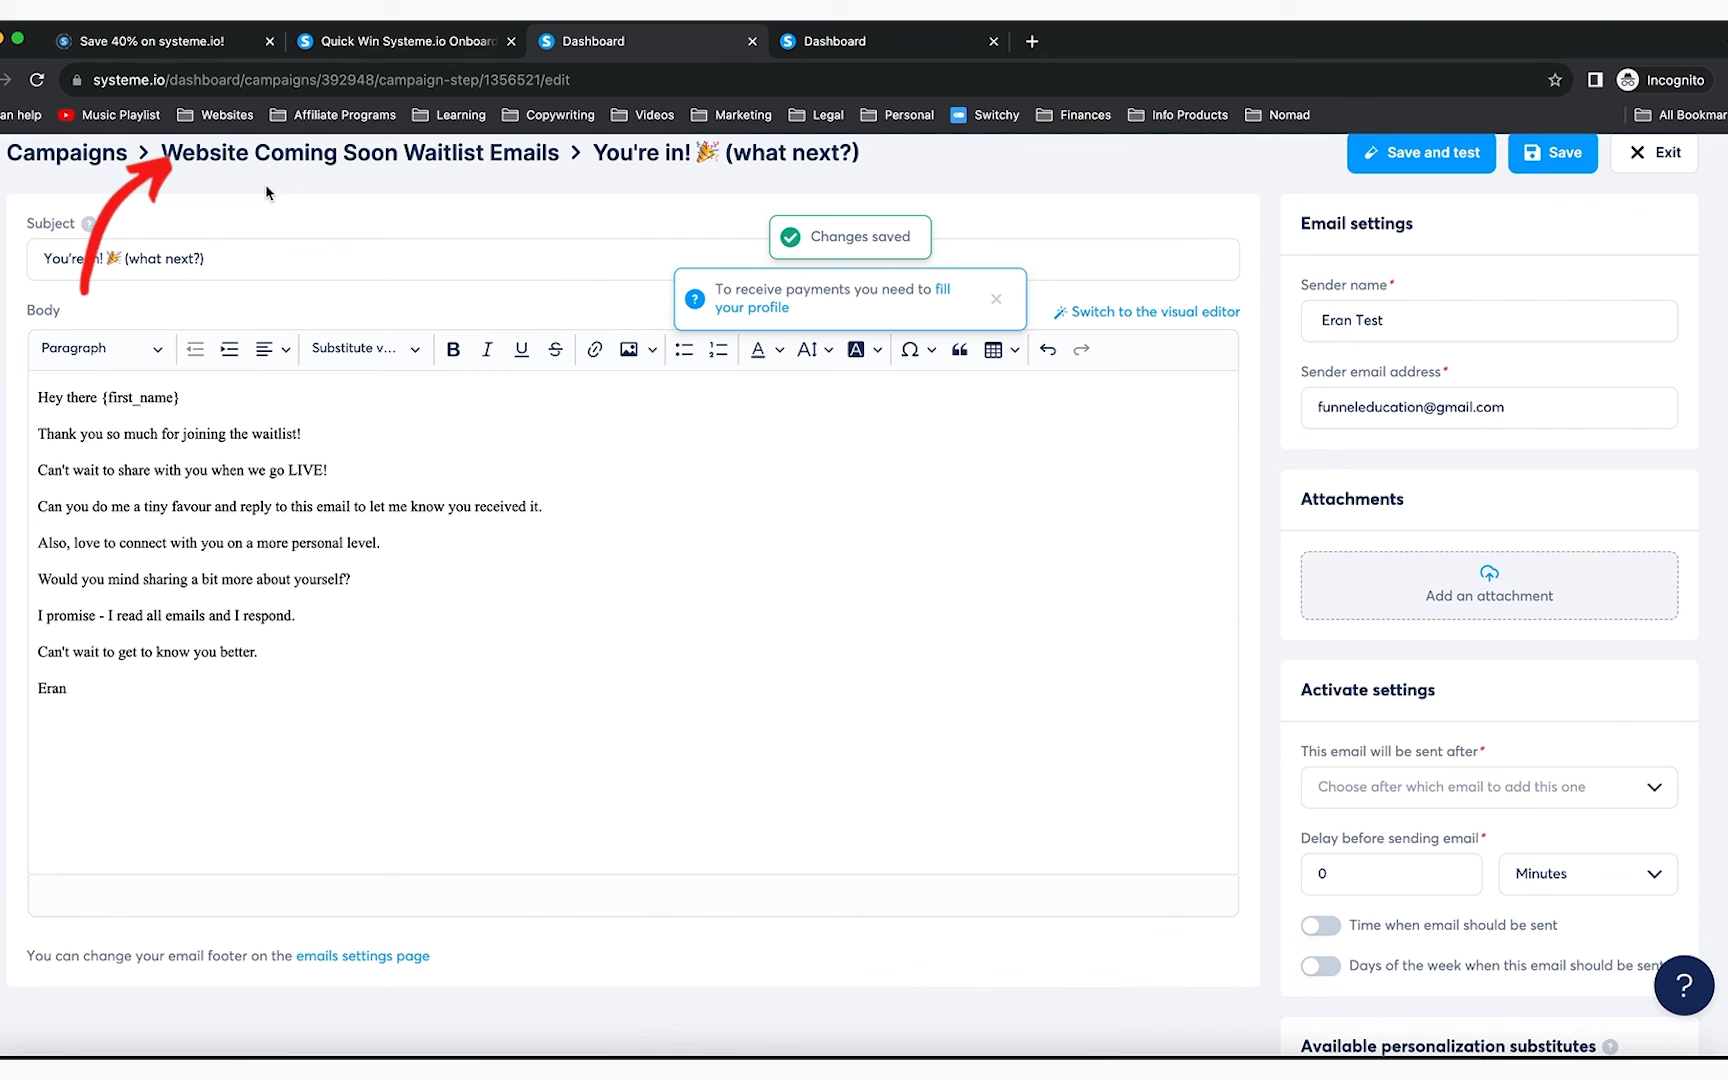 Save 40% on systeme.io!
Quick Win Systeme.io Onboard
Dashboard
Dashboard
systeme.io/dashboard/campaigns/392948/campaign-step/1356521/edit
Incognito
an help
Music Playlist
Websites
Affiliate Programs
Learning
Copywriting
Videos
Marketing
Legal
Personal
Switchy
Finances
Info Products
Nomad
All Bookmar
Campaigns > Website Coming Soon Waitlist Emails > You're in! 🎉 (what next?)
Save and test
Save
Exit
Subject
You're in! 🎉 (what next?)
Changes saved
To receive payments you need to fill
your profile
Body
Switch to the visual editor
Paragraph
Substitute v...
Hey there {first_name}
Thank you so much for joining the waitlist!
Can't wait to share with you when we go LIVE!
Can you do me a tiny favour and reply to this email to let me know you received it.
Also, love to connect with you on a more personal level.
Would you mind sharing a bit more about yourself?
I promise - I read all emails and I respond.
Can't wait to get to know you better.
Eran
You can change your email footer on the emails settings page
Email settings
Sender name*
Eran Test
Sender email address*
funneleducation@gmail.com
Attachments
Add an attachment
Activate settings
This email will be sent after*
Choose after which email to add this one
Delay before sending email*
0
Minutes
Time when email should be sent
Days of the week when this email should be sent
?
Available personalization substitutes